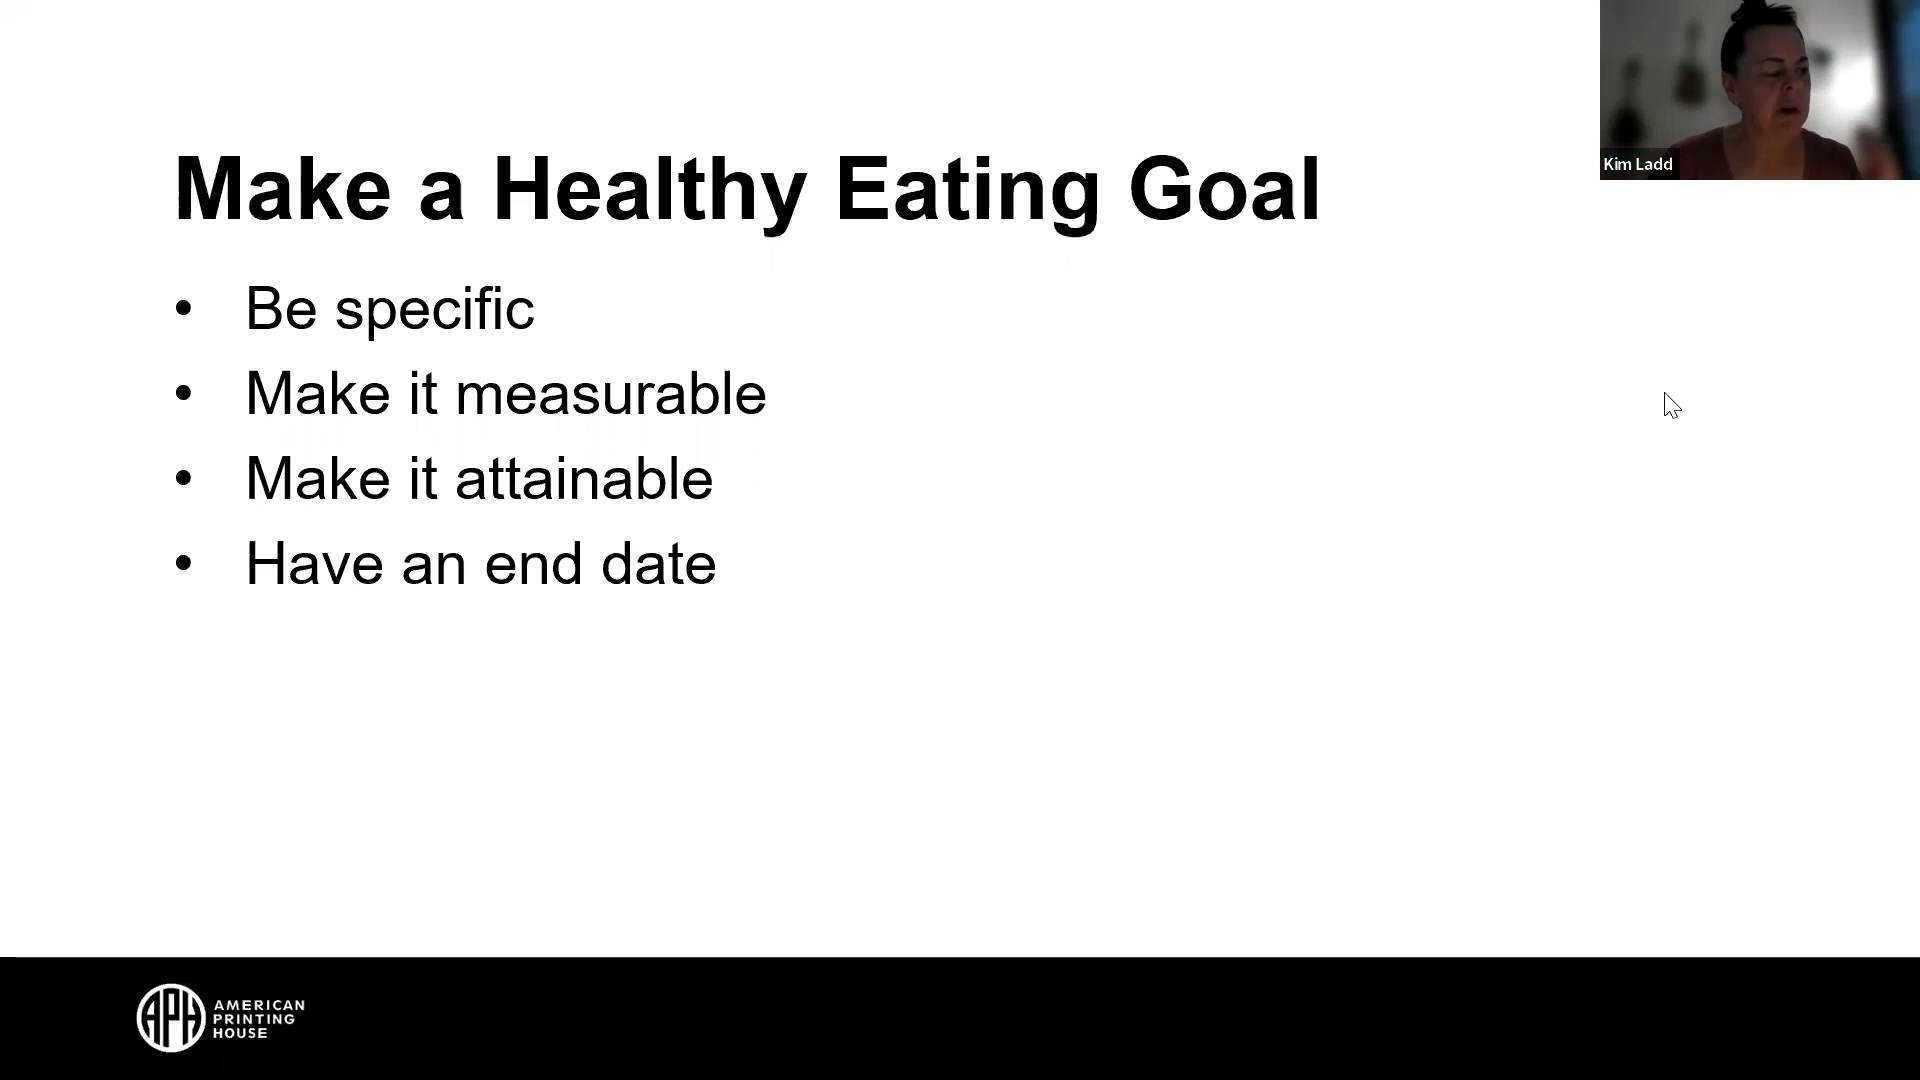 Make a Healthy Eating Goal
• Be specific
• Make it measurable
• Make it attainable
• Have an end date
Kim Ladd
APH
AMERICAN
PRINTING
HOUSE